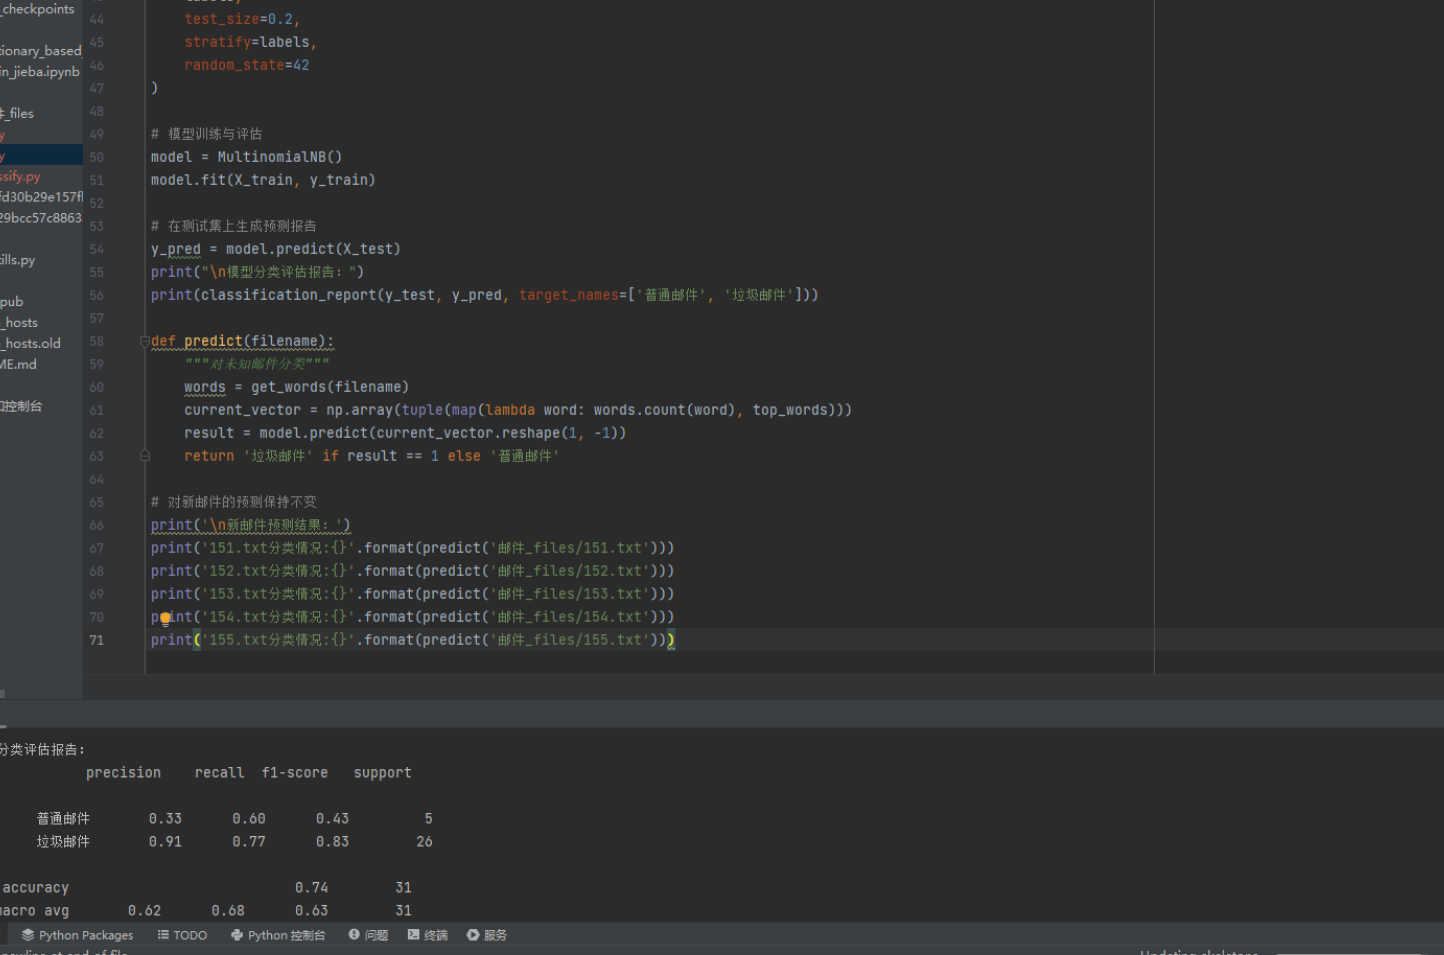 _checkpoints
tionary_based_
in_jieba.ipynb
_files
y
y
ssify.py
fd30b29e157fl
29bcc57c8863
tills.py
pub
_hosts
_hosts.old
ME.md
控制台
44 test_size=0.2,
45 stratify=labels,
46 random_state=42
47 )
48
49 # 模型训练与评估
50 model = MultinomialNB()
51 model.fit(X_train, y_train)
52
53 # 在测试集上生成预测报告
54 y_pred = model.predict(X_test)
55 print("\n模型分类评估报告：")
56 print(classification_report(y_test, y_pred, target_names=['普通邮件', '垃圾邮件']))
57
58 def predict(filename):
59 """对未知邮件分类"""
60 words = get_words(filename)
61 current_vector = np.array(tuple(map(lambda word: words.count(word), top_words)))
62 result = model.predict(current_vector.reshape(1, -1))
63 return '垃圾邮件' if result == 1 else '普通邮件'
64
65 # 对新邮件的预测保持不变
66 print('\n新邮件预测结果：')
67 print('151.txt分类情况:{}'.format(predict('邮件_files/151.txt')))
68 print('152.txt分类情况:{}'.format(predict('邮件_files/152.txt')))
69 print('153.txt分类情况:{}'.format(predict('邮件_files/153.txt')))
70 print('154.txt分类情况:{}'.format(predict('邮件_files/154.txt')))
71 print('155.txt分类情况:{}'.format(predict('邮件_files/155.txt')))
分类评估报告：
precision recall f1-score support
普通邮件 0.33 0.60 0.43 5
垃圾邮件 0.91 0.77 0.83 26
accuracy 0.74 31
macro avg 0.62 0.68 0.63 31
Python Packages TODO Python 控制台 问题 终端 服务
newline at end of file Updating skeletons